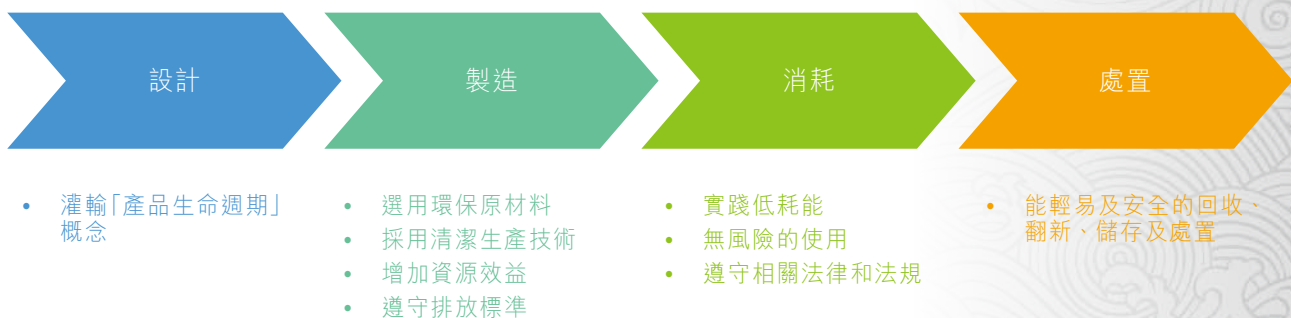 設計
製造
消耗
處置
• 灌輸「產品生命週期」
概念
• 選用環保原材料
• 採用清潔生產技術
• 增加資源效益
• 遵守排放標準
• 實踐低耗能
• 無風險的使用
• 遵守相關法律和法規
• 能輕易及安全的回收、
翻新、儲存及處置